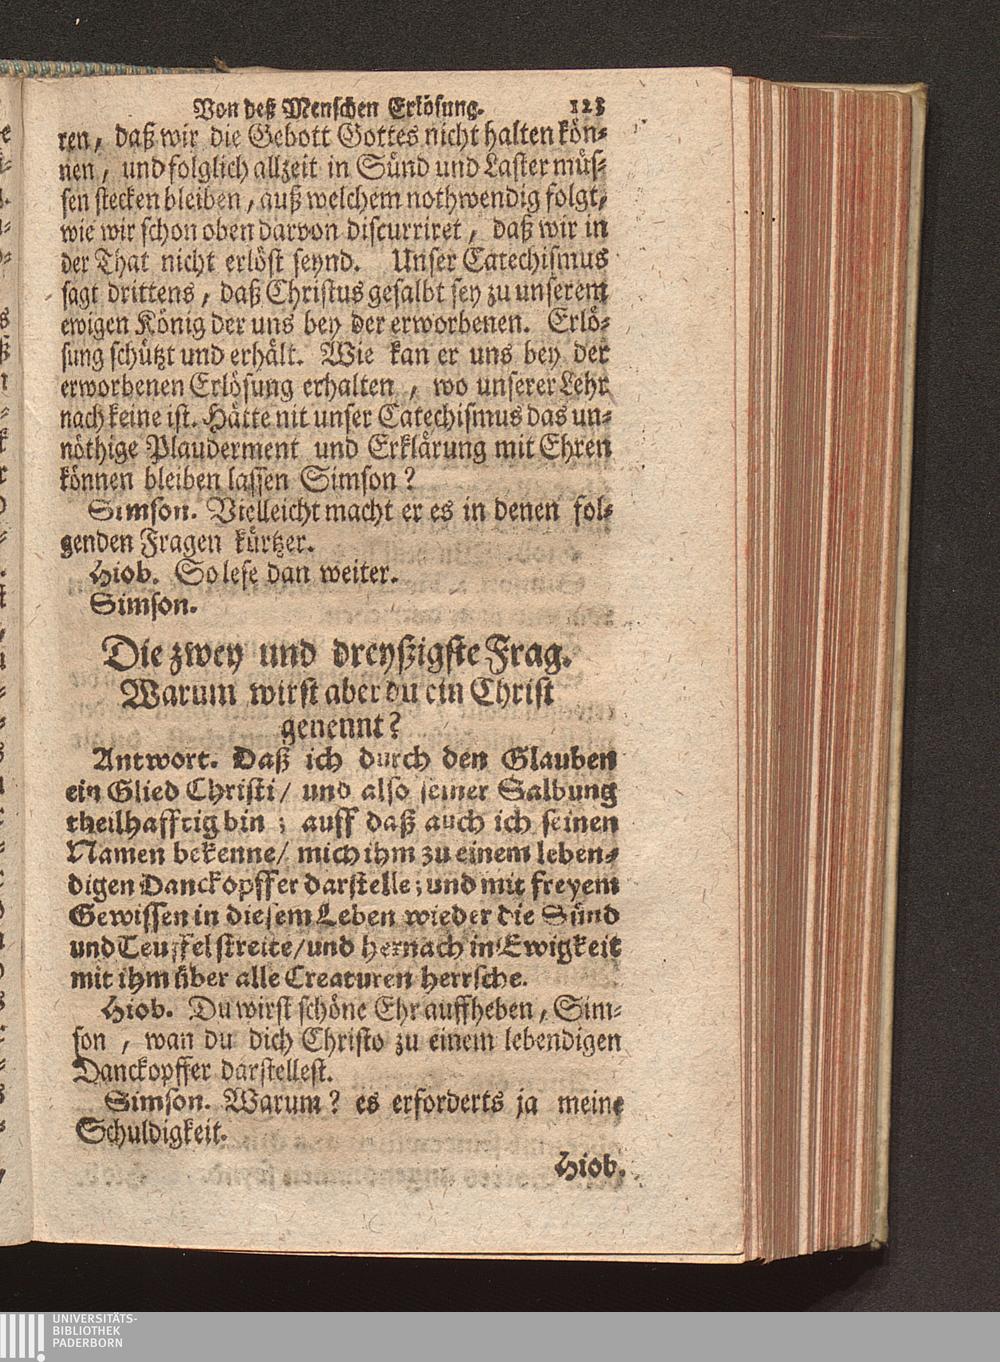 Von deß Menschen Erlösung. 123
ren, daß wir die Gebott Gottes nicht halten kön-
nen, und folglich allzeit in Sünd und Laster müs-
sen stecken bleiben, auß welchem nothwendig folgt,
wie wir schon oben darvon discurriret, daß wir in
der That nicht erlöst seynd. Unser Catechismus
sagt drittens, daß Christus gesalbt sey zu unserem
ewigen König der uns bey der erworbenen. Erlö-
sung schützt und erhält. Wie kan er uns bey der
erworbenen Erlösung erhalten, wo unserer Lehr
nach keine ist. Hätte nit unser Catechismus das un-
nöthige Plauderment und Erklärung mit Ehren
können bleiben lassen Simson?
Simson. Vielleicht macht er es in denen fol-
genden Fragen kürtzer.
Hiob. So lese dan weiter.
Simson.
Die zwey und dreyßigste Frag.
Warum wirst aber du ein Christ
genennt?
Antwort. Daß ich durch den Glauben
ein Glied Christi/ und also seiner Salbung
theilhafftig bin; auff daß auch ich seinen
Namen bekenne/ mich ihm zu einem leben-
digen Danckopffer darstelle; und mit freyem
Gewissen in diesem Leben wieder die Sünd
und Teuffel streite/ und hernach in Ewigkeit
mit ihm über alle Creaturen herrsche.
Hiob. Du wirst schöne Ehr auffheben, Sim-
son, wan du dich Christo zu einem lebendigen
Danckopffer darstellest.
Simson. Warum? es erforderts ja meine
Schuldigkeit.
Hiob.
UNIVERSITÄTS-
BIBLIOTHEK
PADERBORN